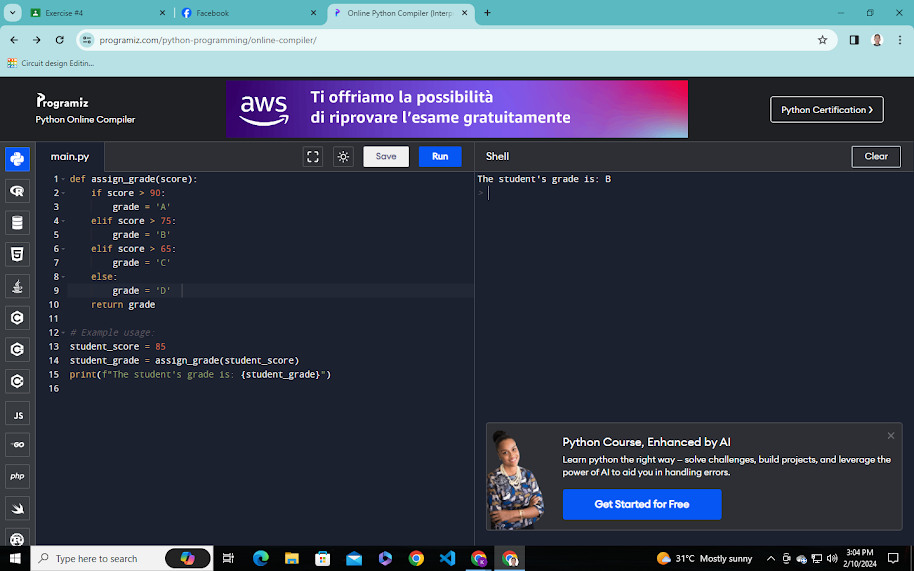 Exercise #4
Facebook
Online Python Compiler (Interp
programiz.com/python-programming/online-compiler/
Circuit design Editin...
Programiz
Python Online Compiler
aws
Ti offriamo la possibilità
di riprovare l'esame gratuitamente
Python Certification
main.py
Save
Run
Shell
Clear
1 def assign_grade(score):
2 if score > 90:
3 grade = 'A'
4 elif score > 75:
5 grade = 'B'
6 elif score > 65:
7 grade = 'C'
8 else:
9 grade = 'D'
10 return grade
11
12 # Example usage:
13 student_score = 85
14 student_grade = assign_grade(student_score)
15 print(f"The student's grade is: {student_grade}")
16
The student's grade is: B
>
JS
GO
php
Python Course, Enhanced by AI
Learn python the right way – solve challenges, build projects, and leverage the
power of AI to aid you in handling errors.
Get Started for Free
Type here to search
31°C Mostly sunny
3:04 PM
2/10/2024